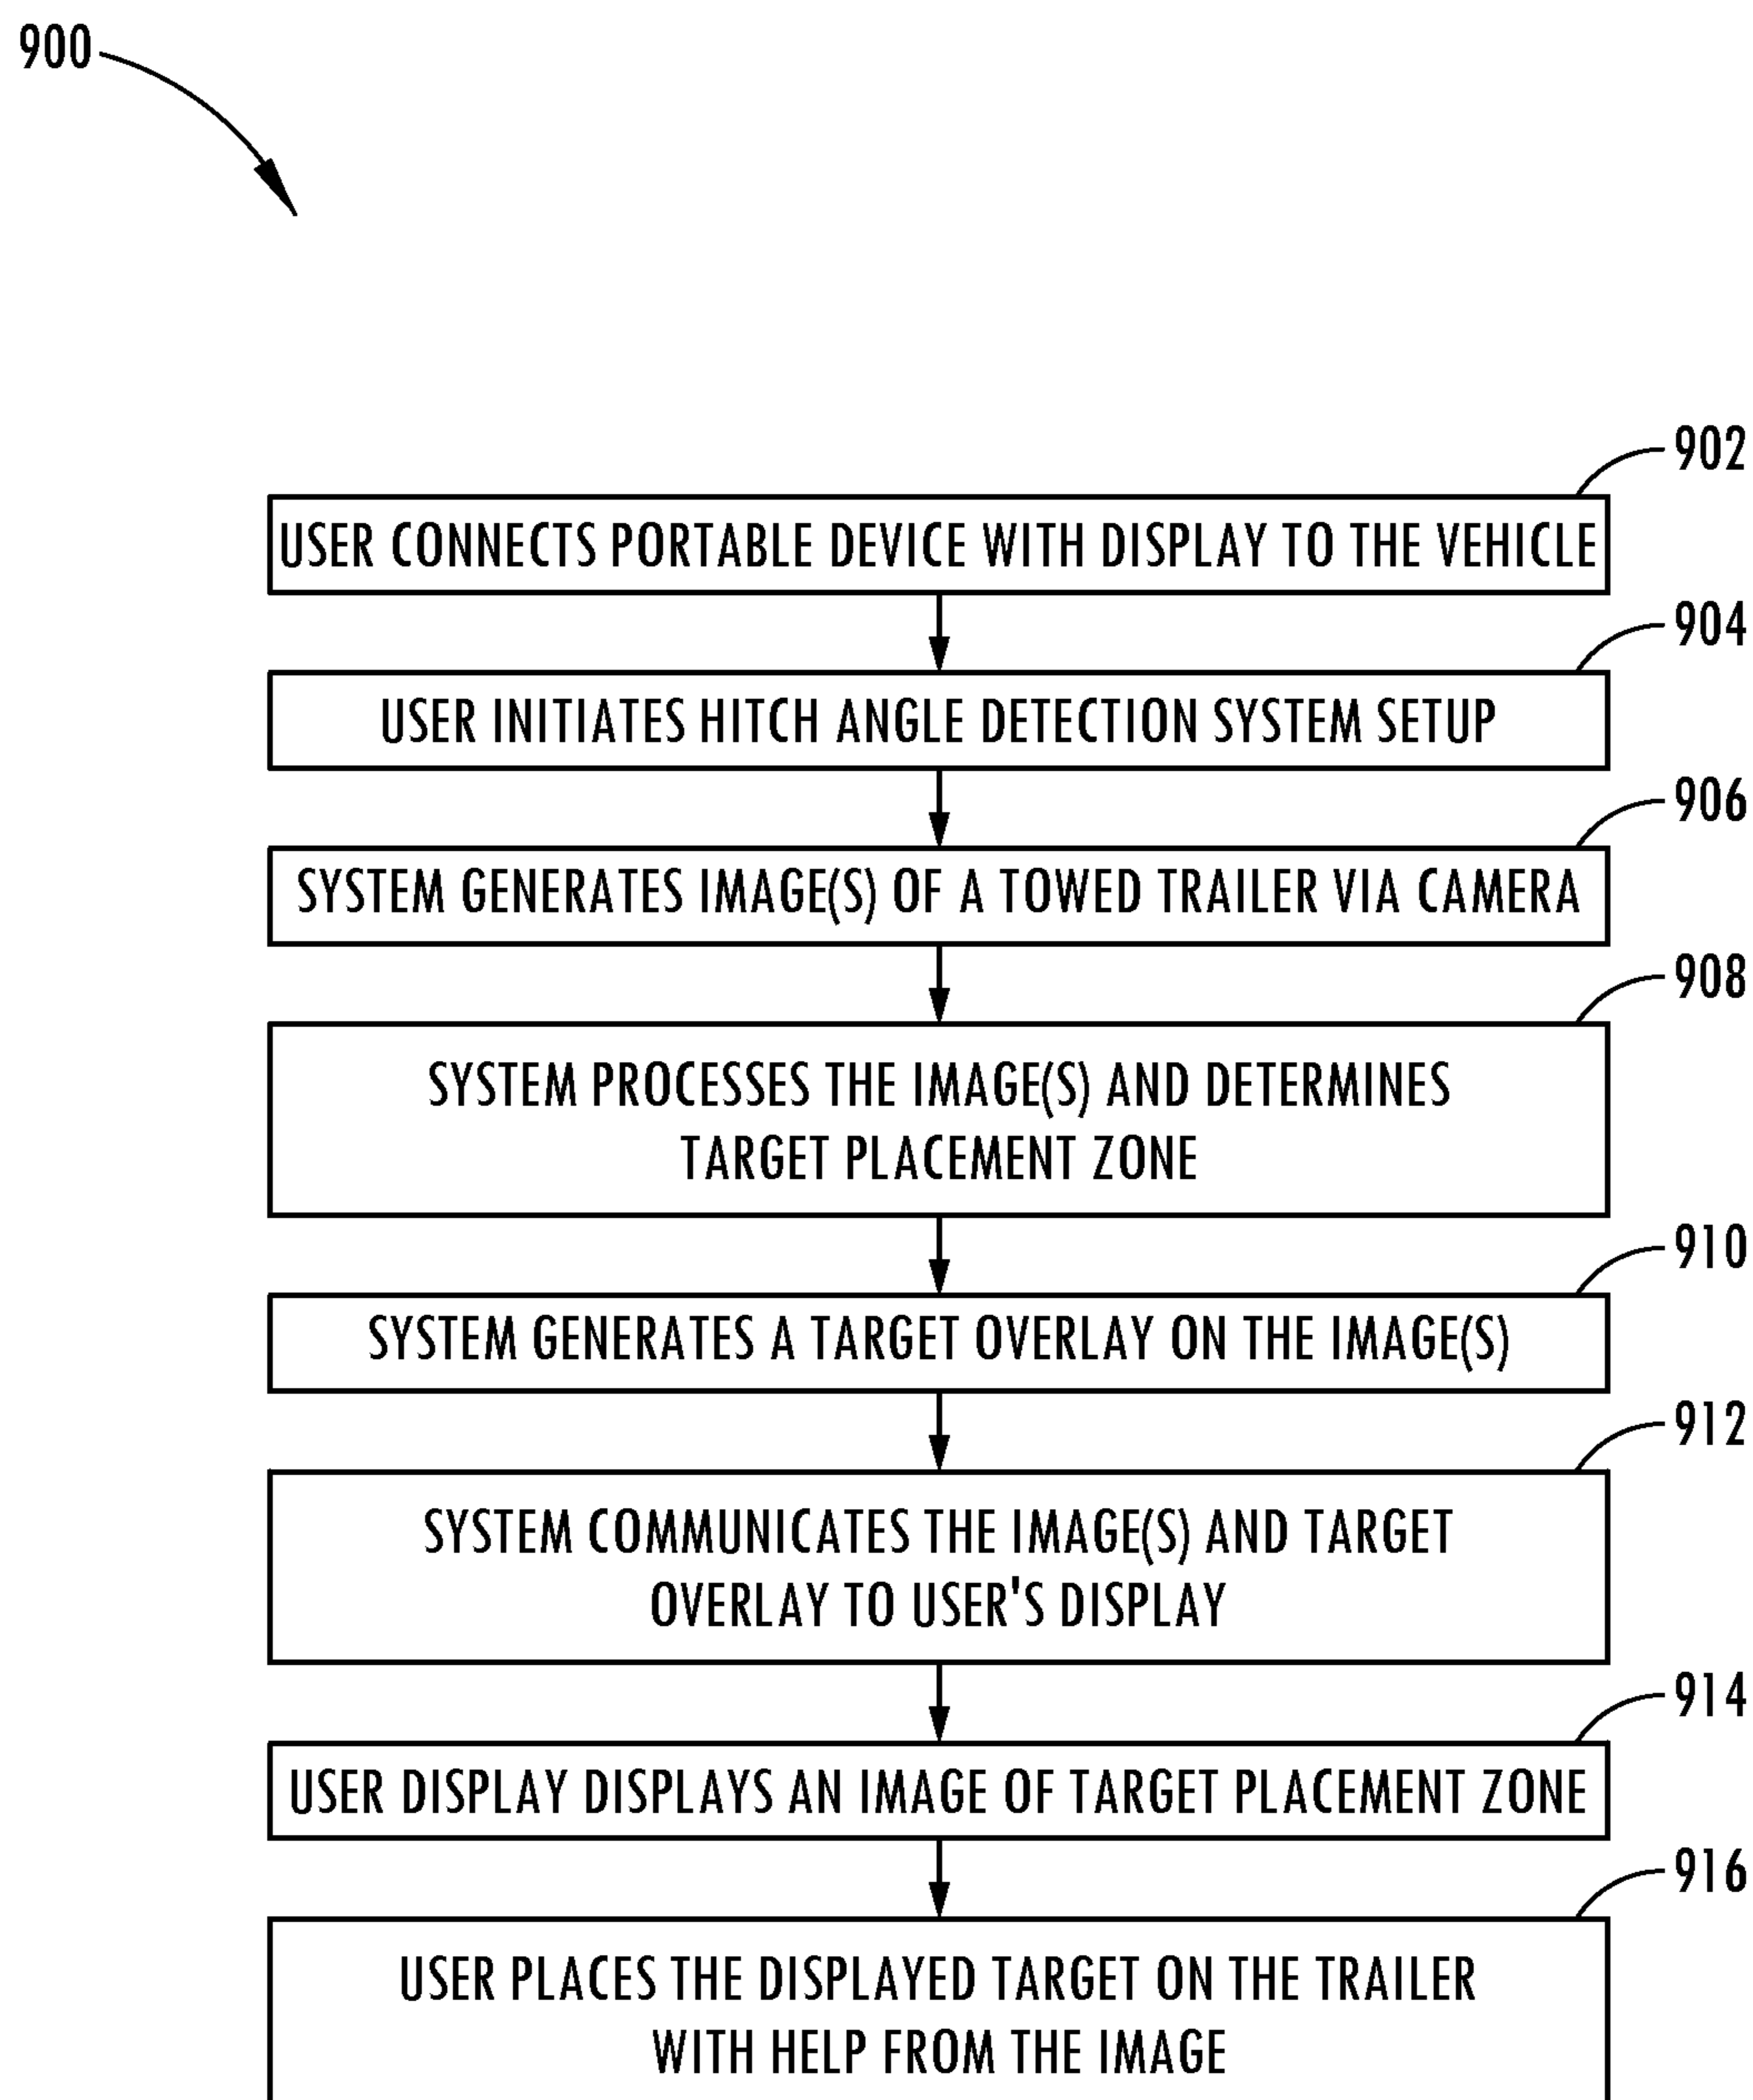 900
902
USER CONNECTS PORTABLE DEVICE WITH DISPLAY TO THE VEHICLE
904
USER INITIATES HITCH ANGLE DETECTION SYSTEM SETUP
906
SYSTEM GENERATES IMAGE(S) OF A TOWED TRAILER VIA CAMERA
908
SYSTEM PROCESSES THE IMAGE(S) AND DETERMINES
TARGET PLACEMENT ZONE
910
SYSTEM GENERATES A TARGET OVERLAY ON THE IMAGE(S)
912
SYSTEM COMMUNICATES THE IMAGE(S) AND TARGET
OVERLAY TO USER'S DISPLAY
914
USER DISPLAY DISPLAYS AN IMAGE OF TARGET PLACEMENT ZONE
916
USER PLACES THE DISPLAYED TARGET ON THE TRAILER
WITH HELP FROM THE IMAGE